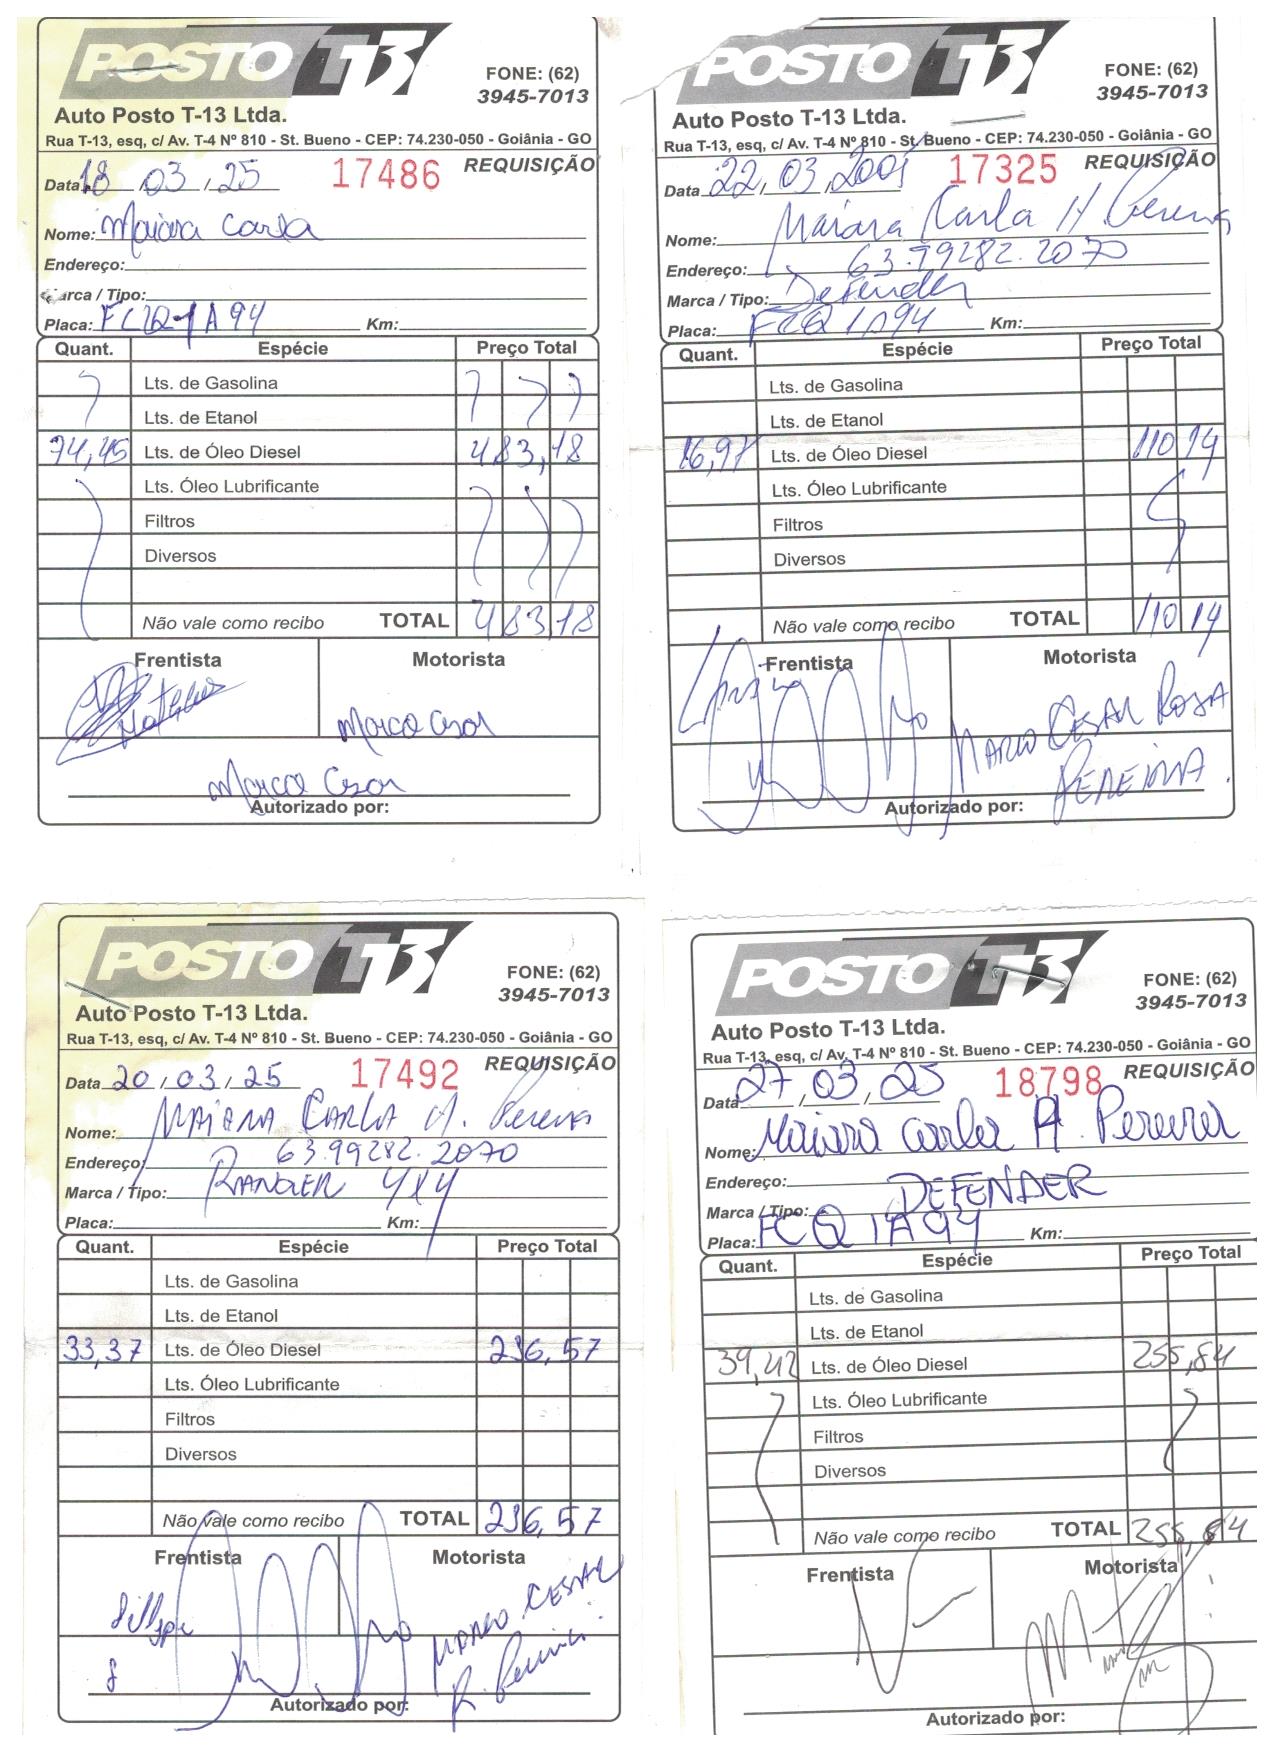 POSTO T13
FONE: (62)
3945-7013
Auto Posto T-13 Ltda.
Rua T-13, esq, c/ Av. T-4 Nº 810 - St. Bueno - CEP: 74.230-050 - Goiânia - GO
Data 18 / 03 / 25 17486 REQUISIÇÃO
Nome: Maiara Carla
Endereço:
Marca / Tipo:
Placa: FCQ-1A94 Km:
Quant. Espécie Preço Total
Lts. de Gasolina
Lts. de Etanol
74,45 Lts. de Óleo Diesel 483,18
Lts. Óleo Lubrificante
Filtros
Diversos
Não vale como recibo TOTAL 483,18
Frentista Motorista
Matheus Marco Cesar
Marco Cesar
Autorizado por:
POSTO T13
FONE: (62)
3945-7013
Auto Posto T-13 Ltda.
Rua T-13, esq, c/ Av. T-4 Nº 810 - St. Bueno - CEP: 74.230-050 - Goiânia - GO
Data 22 / 03 / 17325 REQUISIÇÃO
Nome: Maiara Carla H. Pereira
Endereço: 63.99282.2070
Marca / Tipo: Defender
Placa: FCQ 1A94 Km:
Quant. Espécie Preço Total
Lts. de Gasolina
Lts. de Etanol
16,97 Lts. de Óleo Diesel 110 14
Lts. Óleo Lubrificante
Filtros
Diversos
Não vale como recibo TOTAL 110 14
Frentista Motorista
MARCO CESAR ROSA
PEREIRA.
Autorizado por:
POSTO T13
FONE: (62)
3945-7013
Auto Posto T-13 Ltda.
Rua T-13, esq, c/ Av. T-4 Nº 810 - St. Bueno - CEP: 74.230-050 - Goiânia - GO
Data 20 / 03 / 25 17492 REQUISIÇÃO
Nome: MAIARA CARLA H. Pereira
Endereço: 63.99282.2070
Marca / Tipo: RANGER 4X4
Placa: Km:
Quant. Espécie Preço Total
Lts. de Gasolina
Lts. de Etanol
33,37 Lts. de Óleo Diesel 236,57
Lts. Óleo Lubrificante
Filtros
Diversos
Não vale como recibo TOTAL 236,57
Frentista Motorista
MARCO CESAR
R. Pereira
Autorizado por:
POSTO T13
FONE: (62)
3945-7013
Auto Posto T-13 Ltda.
Rua T-13, esq, c/ Av. T-4 Nº 810 - St. Bueno - CEP: 74.230-050 - Goiânia - GO
Data 27 / 03 / 25 18798 REQUISIÇÃO
Nome: Maiara Carla H. Pereira
Endereço:
Marca / Tipo: DEFENDER
Placa: FCQ 1A94 Km:
Quant. Espécie Preço Total
Lts. de Gasolina
Lts. de Etanol
39,42 Lts. de Óleo Diesel 255,84
Lts. Óleo Lubrificante
Filtros
Diversos
Não vale como recibo TOTAL 255,84
Frentista Motorista
Autorizado por: